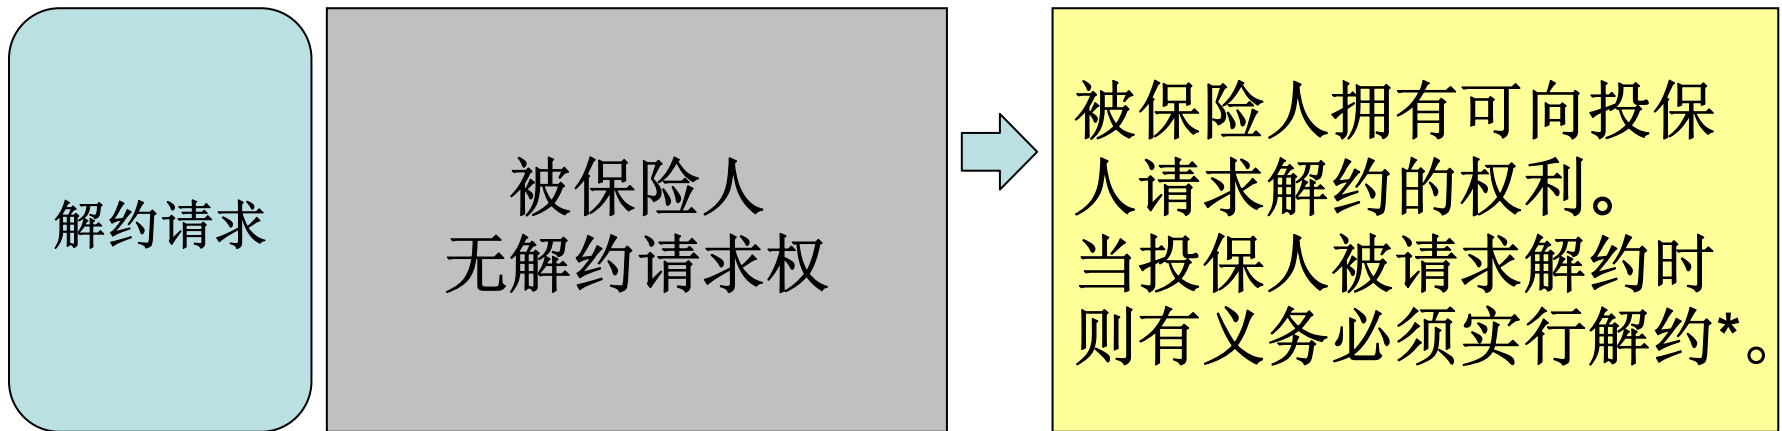 解约请求
被保险人
无解约请求权
被保险人拥有可向投保
人请求解约的权利。
当投保人被请求解约时
则有义务必须实行解约*。